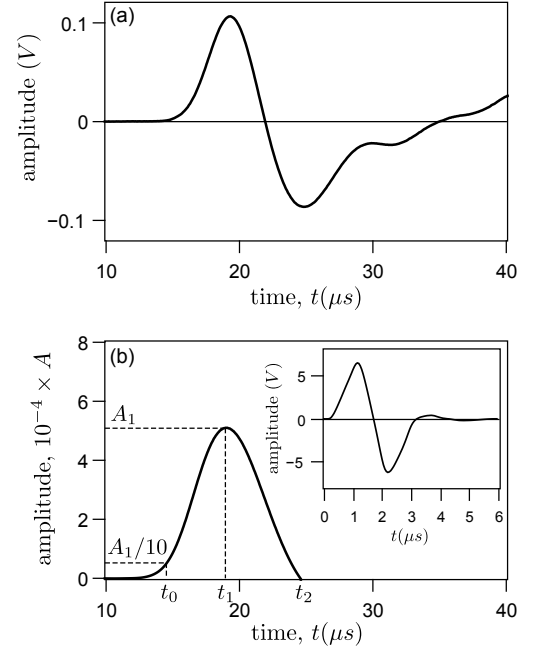 (a)
0.1
0
−0.1
amplitude (V)
10 20 30 40
time, t(μs)
(b)
8
6
4
2
0
amplitude, 10⁻⁴ × A
A₁
A₁/10
t₀ t₁ t₂
10 20 30 40
time, t(μs)
5
0
−5
amplitude (V)
0 1 2 3 4 5 6
t(μs)